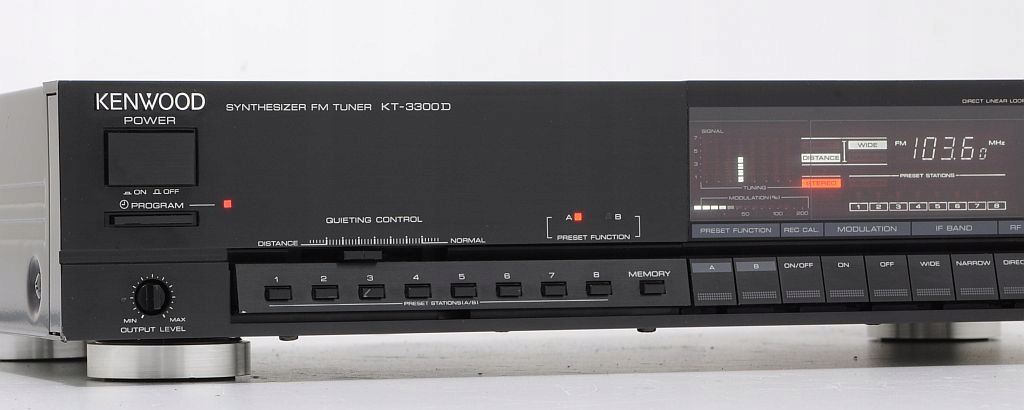 KENWOOD SYNTHESIZER FM TUNER KT-3300D
POWER
ON OFF
PROGRAM
QUIETING CONTROL
DISTANCE NORMAL
A B
PRESET FUNCTION
1 2 3 4 5 6 7 8 MEMORY
PRESET STATIONS(A/B)
MIN MAX
OUTPUT LEVEL
DIRECT LINEAR LOOP
SIGNAL
7
5
3
1
TUNING
MODULATION(%)
50 100 200
WIDE
DISTANCE
STEREO
FM 103.60 MHz
PRESET STATIONS
1 2 3 4 5 6 7 8
PRESET FUNCTION REC CAL MODULATION IF BAND RF
A B ON/OFF ON OFF WIDE NARROW DIREC